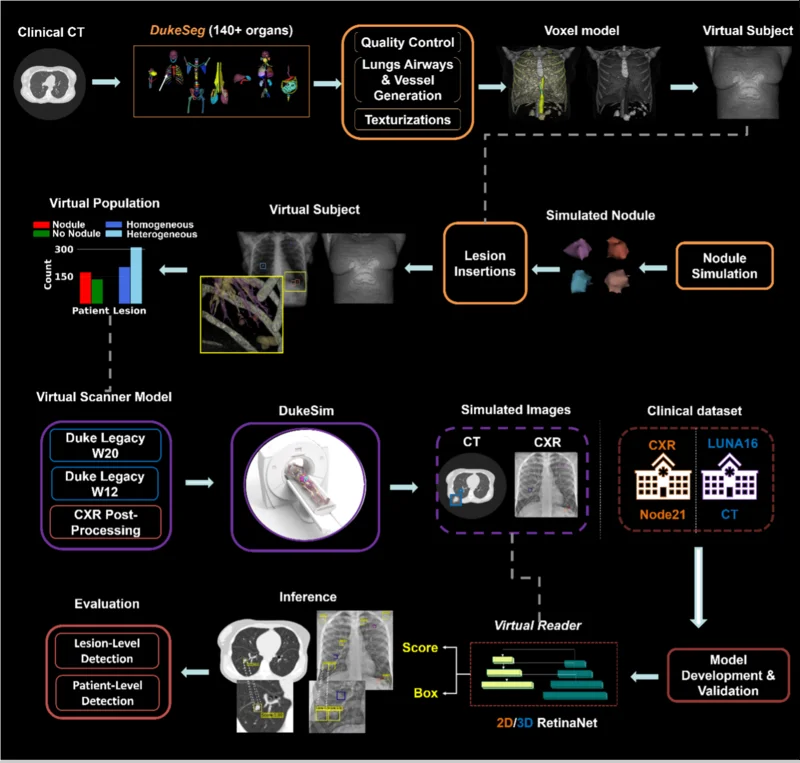 Clinical CT
DukeSeg (140+ organs)
Quality Control
Lungs Airways
& Vessel
Generation
Texturizations
Voxel model
Virtual Subject
Virtual Population
Nodule
No Nodule
Homogeneous
Heterogeneous
300
150
Count
Patient Lesion
Virtual Subject
Lesion
Insertions
Simulated Nodule
Nodule
Simulation
Virtual Scanner Model
Duke Legacy
W20
Duke Legacy
W12
CXR Post-
Processing
DukeSim
Simulated Images
CT
CXR
Clinical dataset
CXR
LUNA16
Node21
CT
Evaluation
Lesion-Level
Detection
Patient-Level
Detection
Inference
Score
Box
Virtual Reader
2D/3D RetinaNet
Model
Development &
Validation